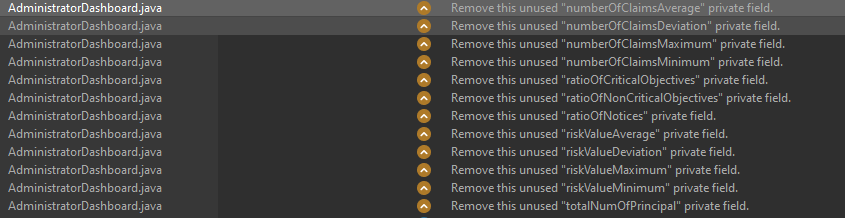 AdministratorDashboard.java Remove this unused "numberOfClaimsAverage" private field.
AdministratorDashboard.java Remove this unused "numberOfClaimsDeviation" private field.
AdministratorDashboard.java Remove this unused "numberOfClaimsMaximum" private field.
AdministratorDashboard.java Remove this unused "numberOfClaimsMinimum" private field.
AdministratorDashboard.java Remove this unused "ratioOfCriticalObjectives" private field.
AdministratorDashboard.java Remove this unused "ratioOfNonCriticalObjectives" private field.
AdministratorDashboard.java Remove this unused "ratioOfNotices" private field.
AdministratorDashboard.java Remove this unused "riskValueAverage" private field.
AdministratorDashboard.java Remove this unused "riskValueDeviation" private field.
AdministratorDashboard.java Remove this unused "riskValueMaximum" private field.
AdministratorDashboard.java Remove this unused "riskValueMinimum" private field.
AdministratorDashboard.java Remove this unused "totalNumOfPrincipal" private field.